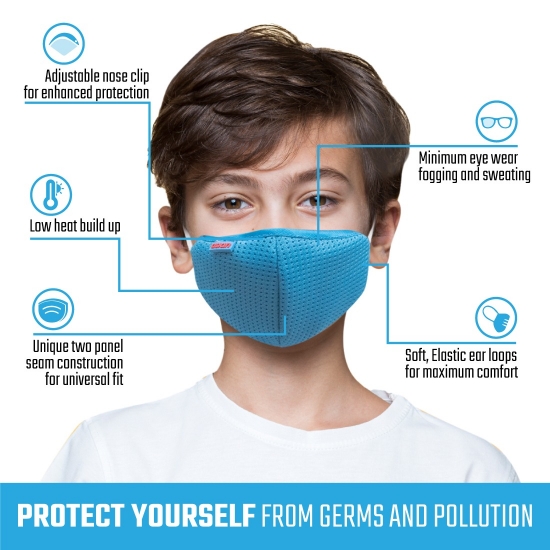 Adjustable nose clip
for enhanced protection
Minimum eye wear
fogging and sweating
Low heat build up
Unique two panel
seam construction
for universal fit
Soft, Elastic ear loops
for maximum comfort
PROTECT YOURSELF FROM GERMS AND POLLUTION